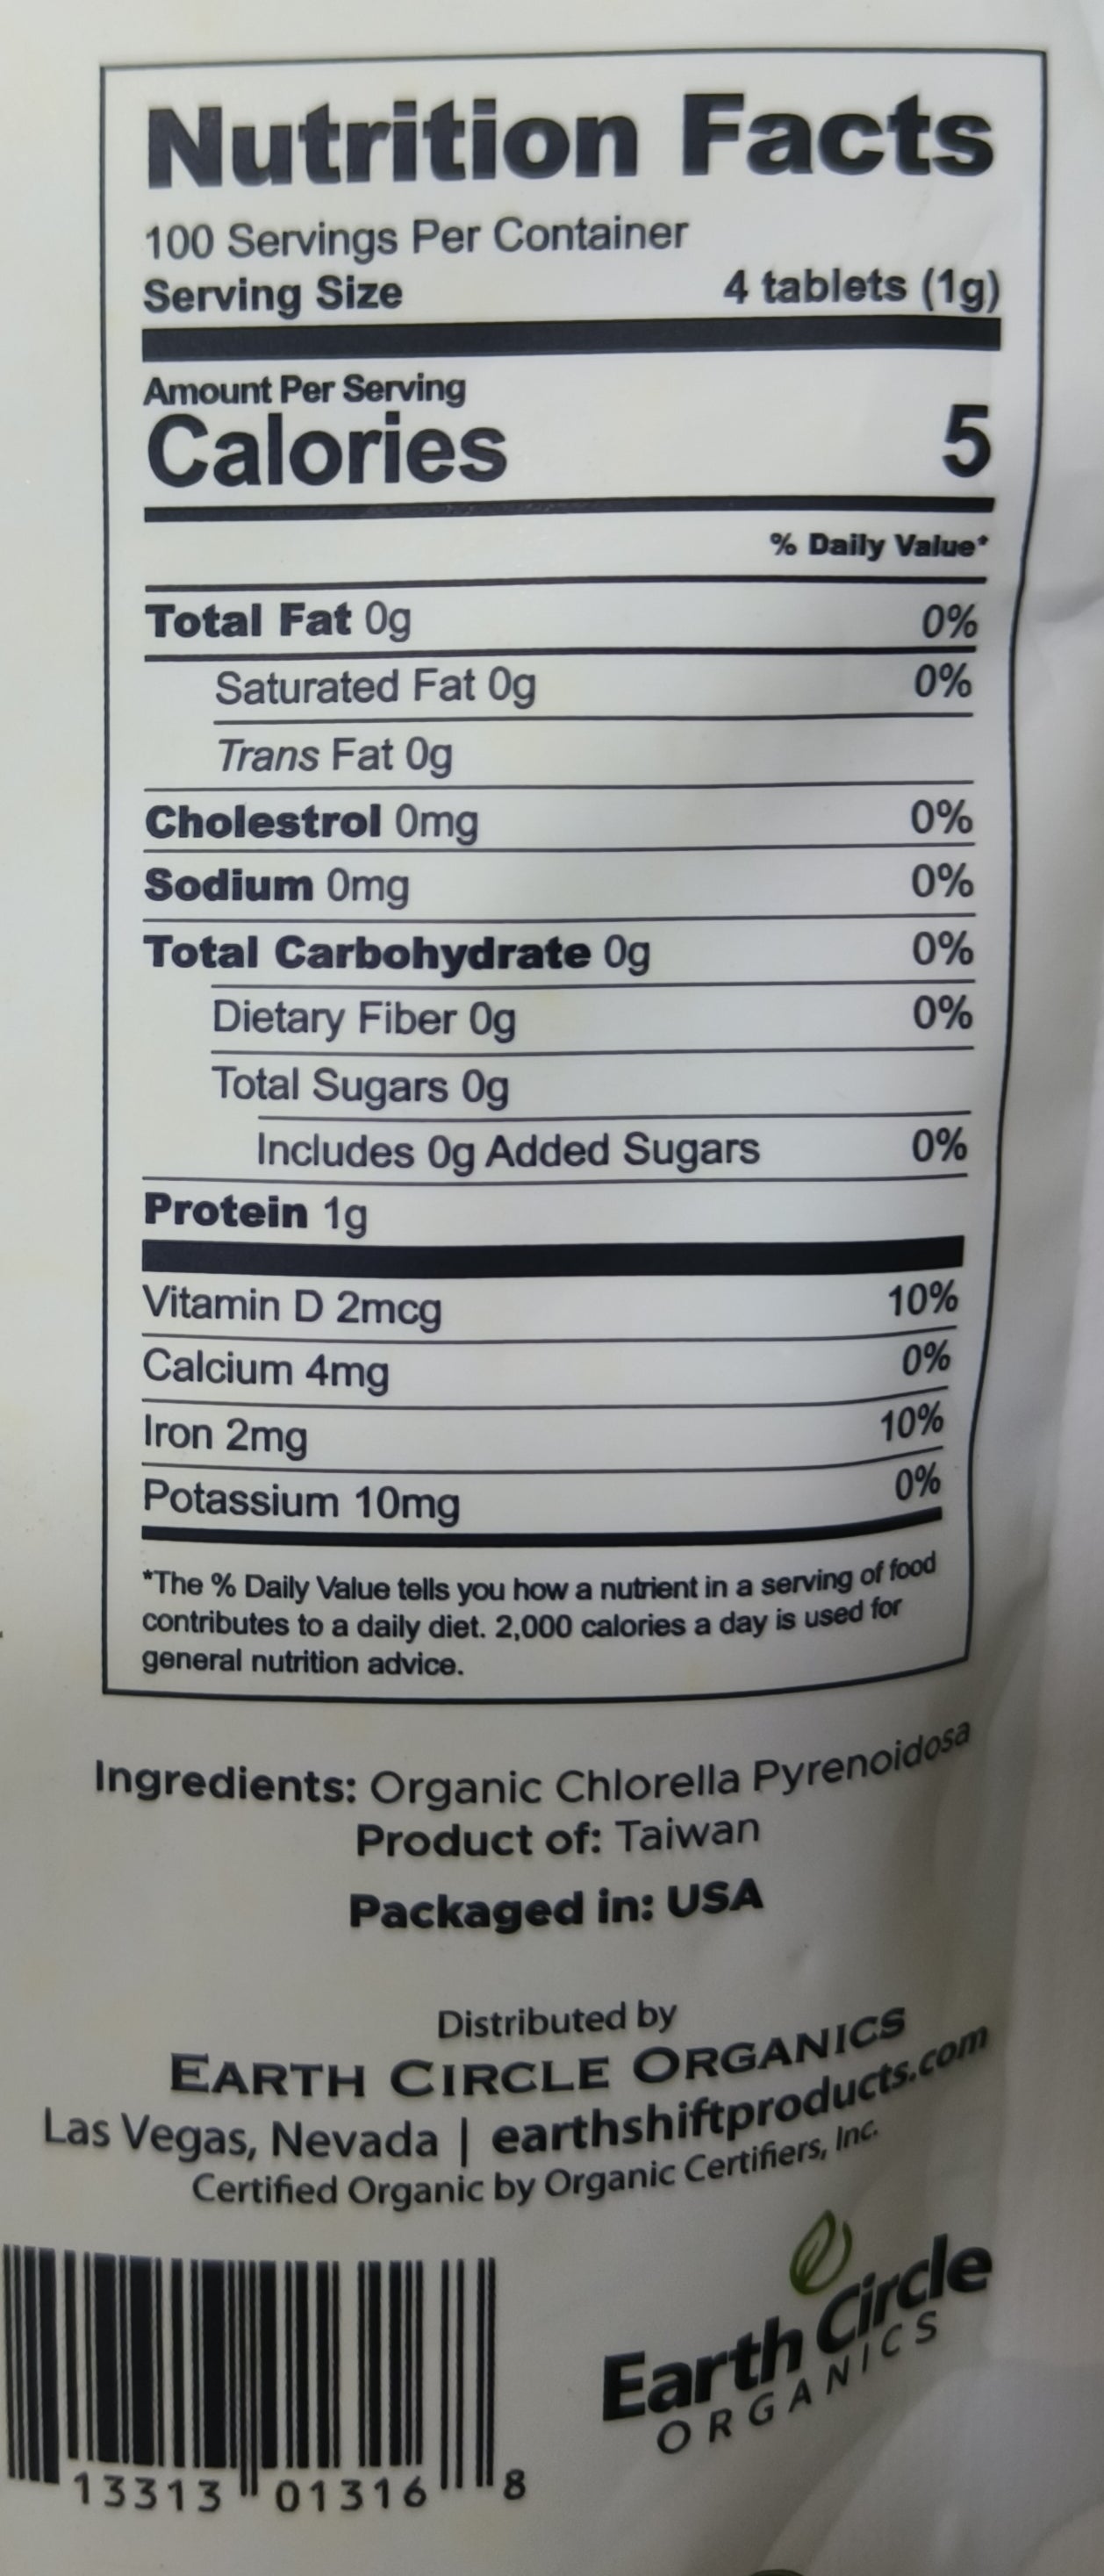 Nutrition Facts
100 Servings Per Container
Serving Size 4 tablets (1g)
Amount Per Serving
Calories 5
% Daily Value*
Total Fat 0g 0%
Saturated Fat 0g 0%
Trans Fat 0g
Cholestrol 0mg 0%
Sodium 0mg 0%
Total Carbohydrate 0g 0%
Dietary Fiber 0g 0%
Total Sugars 0g
Includes 0g Added Sugars 0%
Protein 1g
Vitamin D 2mcg 10%
Calcium 4mg 0%
Iron 2mg 10%
Potassium 10mg 0%
*The % Daily Value tells you how a nutrient in a serving of food
contributes to a daily diet. 2,000 calories a day is used for
general nutrition advice.
Ingredients: Organic Chlorella Pyrenoidosa
Product of: Taiwan
Packaged in: USA
Distributed by
EARTH CIRCLE ORGANICS
Las Vegas, Nevada | earthshiftproducts.com
Certified Organic by Organic Certifiers, Inc.
Earth Circle
ORGANICS
13313 01316 8